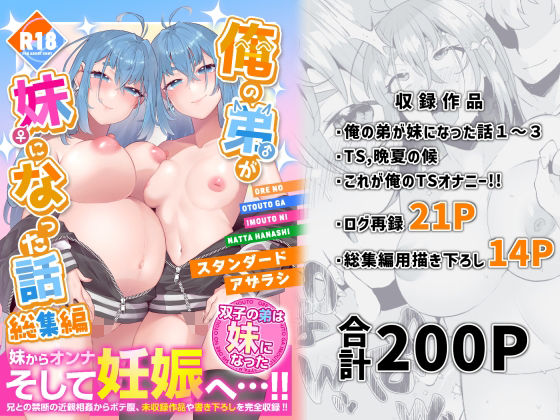 R18
俺の弟が
妹になった話
総集編
ORE NO
OTOUTO GA
IMOUTO NI
NATTA HANASHI
スタンダード
アサラシ
双子の弟は
妹に
なった
妹からオンナ
そして妊娠へ…!!
兄との禁断の近親相姦からボテ腹、未収録作品や書き下ろしを完全収録!!
収録作品
・俺の弟が妹になった話1～3
・TS,晩夏の候
・これが俺のTSオナニー!!
・ログ再録21P
・総集編用描き下ろし14P
合計200P